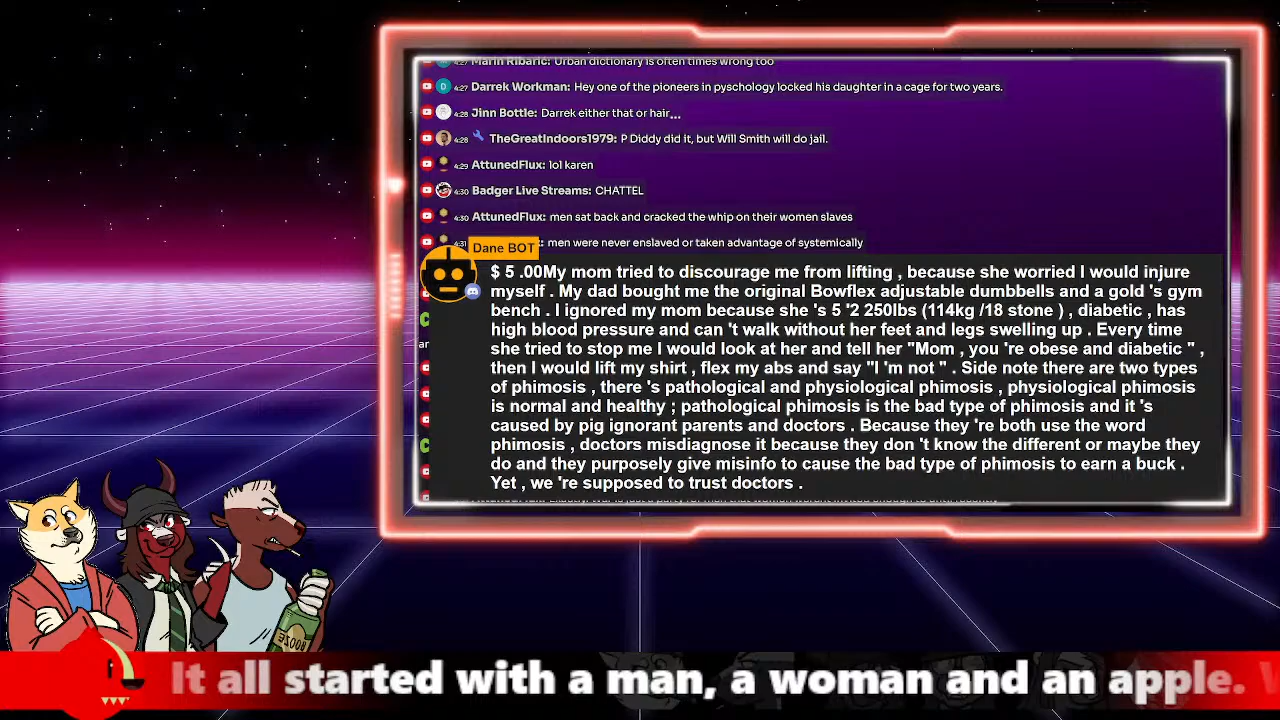 4:27 Marin Ribaric: Urban dictionary is often times wrong too
D 4:27 Darrek Workman: Hey one of the pioneers in pyschology locked his daughter in a cage for two years.
4:28 Jinn Bottle: Darrek either that or hair...
4:28 TheGreatIndoors1979: P Diddy did it, but Will Smith will do jail.
4:29 AttunedFlux: lol karen
4:30 Badger Live Streams: CHATTEL
4:30 AttunedFlux: men sat back and cracked the whip on their women slaves
4:31 men were never enslaved or taken advantage of systemically
Dane BOT
$ 5 .00My mom tried to discourage me from lifting , because she worried I would injure
myself . My dad bought me the original Bowflex adjustable dumbbells and a gold 's gym
bench . I ignored my mom because she 's 5 '2 250lbs (114kg /18 stone ) , diabetic , has
high blood pressure and can 't walk without her feet and legs swelling up . Every time
she tried to stop me I would look at her and tell her "Mom , you 're obese and diabetic " ,
then I would lift my shirt , flex my abs and say "I 'm not " . Side note there are two types
of phimosis , there 's pathological and physiological phimosis , physiological phimosis
is normal and healthy ; pathological phimosis is the bad type of phimosis and it 's
caused by pig ignorant parents and doctors . Because they 're both use the word
phimosis , doctors misdiagnose it because they don 't know the different or maybe they
do and they purposely give misinfo to cause the bad type of phimosis to earn a buck .
Yet , we 're supposed to trust doctors .
BOOZE
It all started with a man, a woman and an apple.